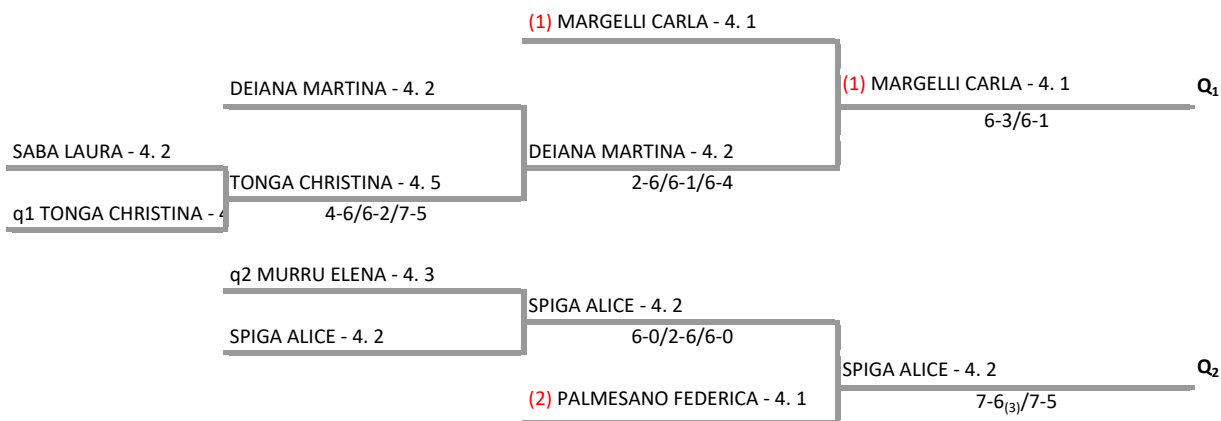 (1) MARGELLI CARLA - 4. 1
DEIANA MARTINA - 4. 2
(1) MARGELLI CARLA - 4. 1
Q1
6-3/6-1
SABA LAURA - 4. 2
DEIANA MARTINA - 4. 2
TONGA CHRISTINA - 4. 5
2-6/6-1/6-4
q1 TONGA CHRISTINA -
4-6/6-2/7-5
q2 MURRU ELENA - 4. 3
SPIGA ALICE - 4. 2
SPIGA ALICE - 4. 2
6-0/2-6/6-0
SPIGA ALICE - 4. 2
Q2
(2) PALMESANO FEDERICA - 4. 1
7-6(3)/7-5